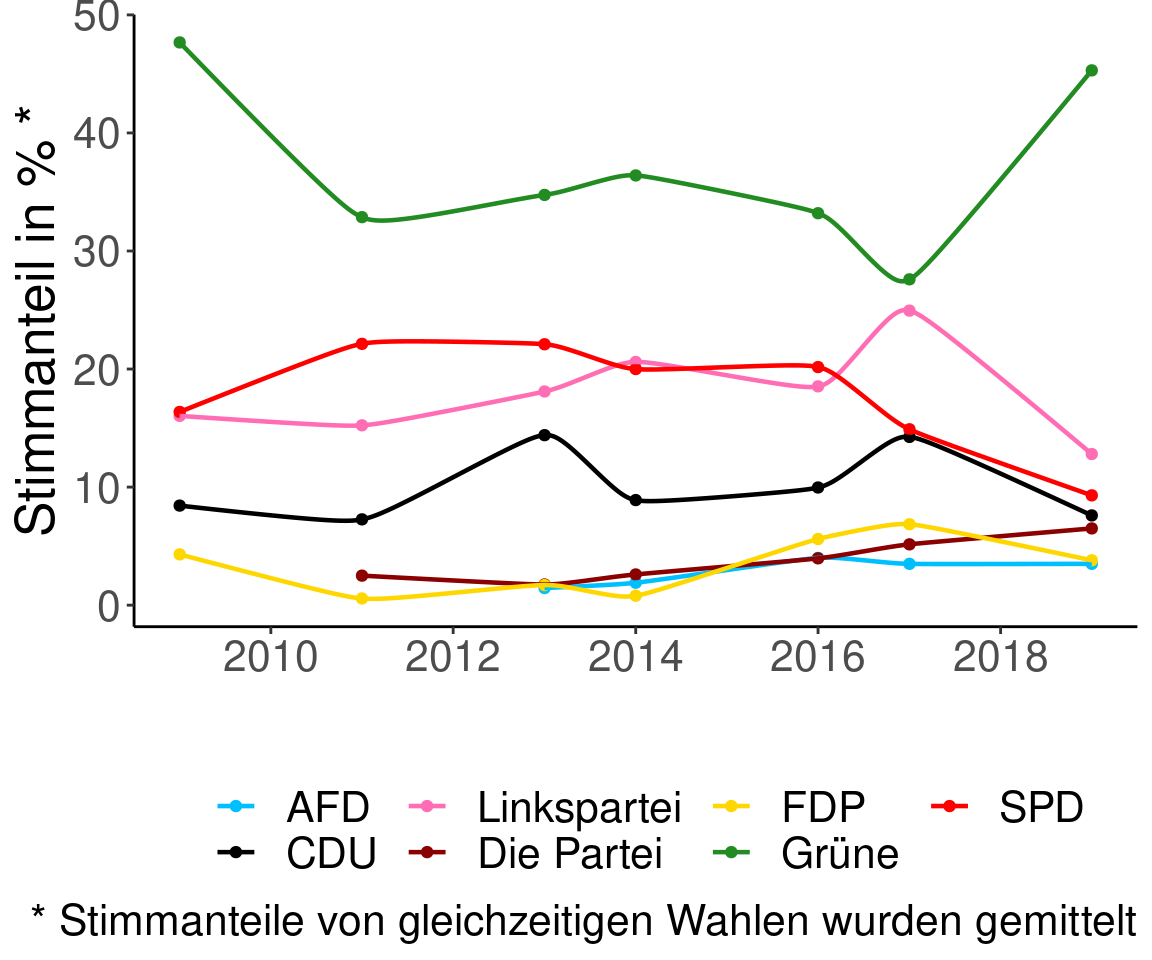 Stimmanteil in % *
50
40
30
20
10
0
2010 2012 2014 2016 2018
AFD Linkspartei FDP SPD
CDU Die Partei Grüne
* Stimmanteile von gleichzeitigen Wahlen wurden gemittelt